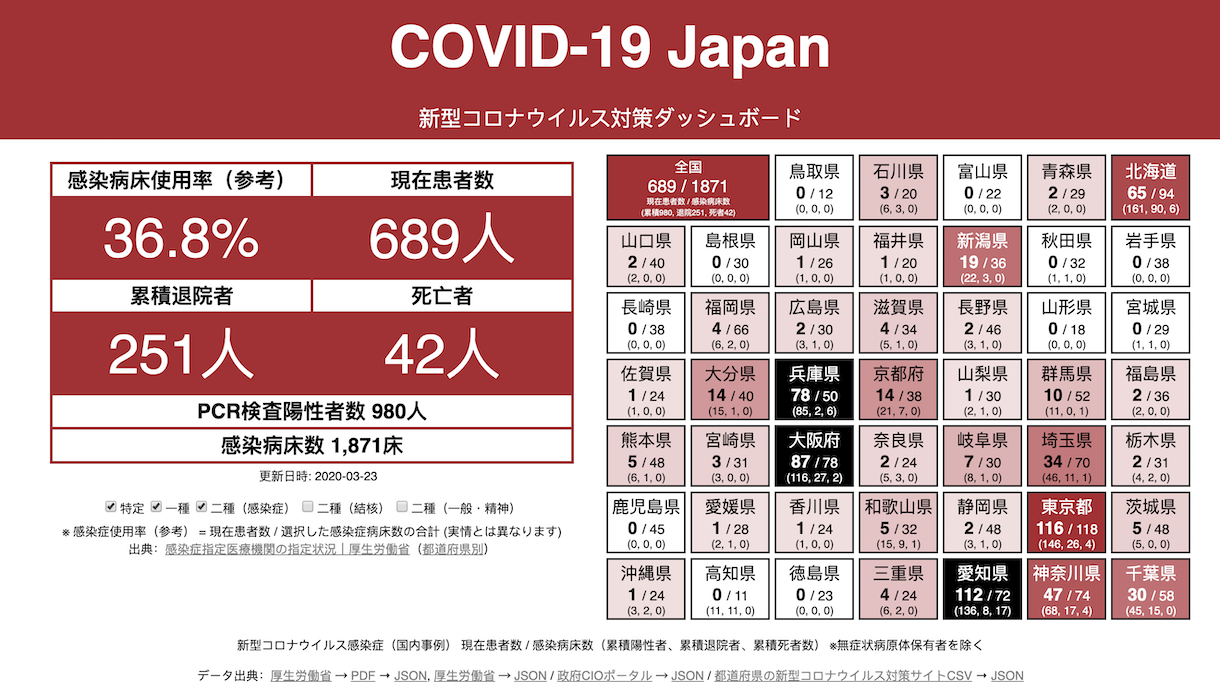 COVID-19 Japan
新型コロナウイルス対策ダッシュボード
感染病床使用率（参考）
現在患者数
36.8%
689人
累積退院者
死亡者
251人
42人
PCR検査陽性者数 980人
感染病床数 1,871床
更新日時: 2020-03-23
特定 一種 二種（感染症） 二種（結核） 二種（一般・精神）
※ 感染症使用率（参考） = 現在患者数 / 選択した感染症病床数の合計 (実情とは異なります)
出典: 感染症指定医療機関の指定状況｜厚生労働省（都道府県別）
全国
689 / 1871
現在患者数 / 感染病床数
(累積980, 退院251, 死者42)
鳥取県
0 / 12
(0, 0, 0)
石川県
3 / 20
(6, 3, 0)
富山県
0 / 22
(0, 0, 0)
青森県
2 / 29
(2, 0, 0)
北海道
65 / 94
(161, 90, 6)
山口県
2 / 40
(2, 0, 0)
島根県
0 / 30
(0, 0, 0)
岡山県
1 / 26
(1, 0, 0)
福井県
1 / 20
(1, 0, 0)
新潟県
19 / 36
(22, 3, 0)
秋田県
0 / 32
(1, 1, 0)
岩手県
0 / 38
(0, 0, 0)
長崎県
0 / 38
(0, 0, 0)
福岡県
4 / 66
(6, 2, 0)
広島県
2 / 30
(3, 1, 0)
滋賀県
4 / 34
(5, 1, 0)
長野県
2 / 46
(3, 1, 0)
山形県
0 / 18
(0, 0, 0)
宮城県
0 / 29
(1, 1, 0)
佐賀県
1 / 24
(1, 0, 0)
大分県
14 / 40
(15, 1, 0)
兵庫県
78 / 50
(85, 2, 6)
京都府
14 / 38
(21, 7, 0)
山梨県
1 / 30
(2, 1, 0)
群馬県
10 / 52
(11, 0, 1)
福島県
2 / 36
(2, 0, 0)
熊本県
5 / 48
(6, 1, 0)
宮崎県
3 / 31
(3, 0, 0)
大阪府
87 / 78
(116, 27, 2)
奈良県
2 / 24
(5, 3, 0)
岐阜県
7 / 30
(8, 1, 0)
埼玉県
34 / 70
(46, 11, 1)
栃木県
2 / 31
(4, 2, 0)
鹿児島県
0 / 45
(0, 0, 0)
愛媛県
1 / 28
(2, 1, 0)
香川県
1 / 24
(1, 0, 0)
和歌山県
5 / 32
(15, 9, 1)
静岡県
2 / 48
(3, 1, 0)
東京都
116 / 118
(146, 26, 4)
茨城県
5 / 48
(5, 0, 0)
沖縄県
1 / 24
(3, 2, 0)
高知県
0 / 11
(11, 11, 0)
徳島県
0 / 23
(0, 0, 0)
三重県
4 / 24
(6, 2, 0)
愛知県
112 / 72
(136, 8, 17)
神奈川県
47 / 74
(68, 17, 4)
千葉県
30 / 58
(45, 15, 0)
新型コロナウイルス感染症（国内事例） 現在患者数 / 感染病床数（累積陽性者、累積退院者、累積死者数） ※無症状病原体保有者を除く
データ出典: 厚生労働省 → PDF → JSON, 厚生労働省 → JSON / 政府CIOポータル → JSON / 都道府県の新型コロナウイルス対策サイトCSV → JSON